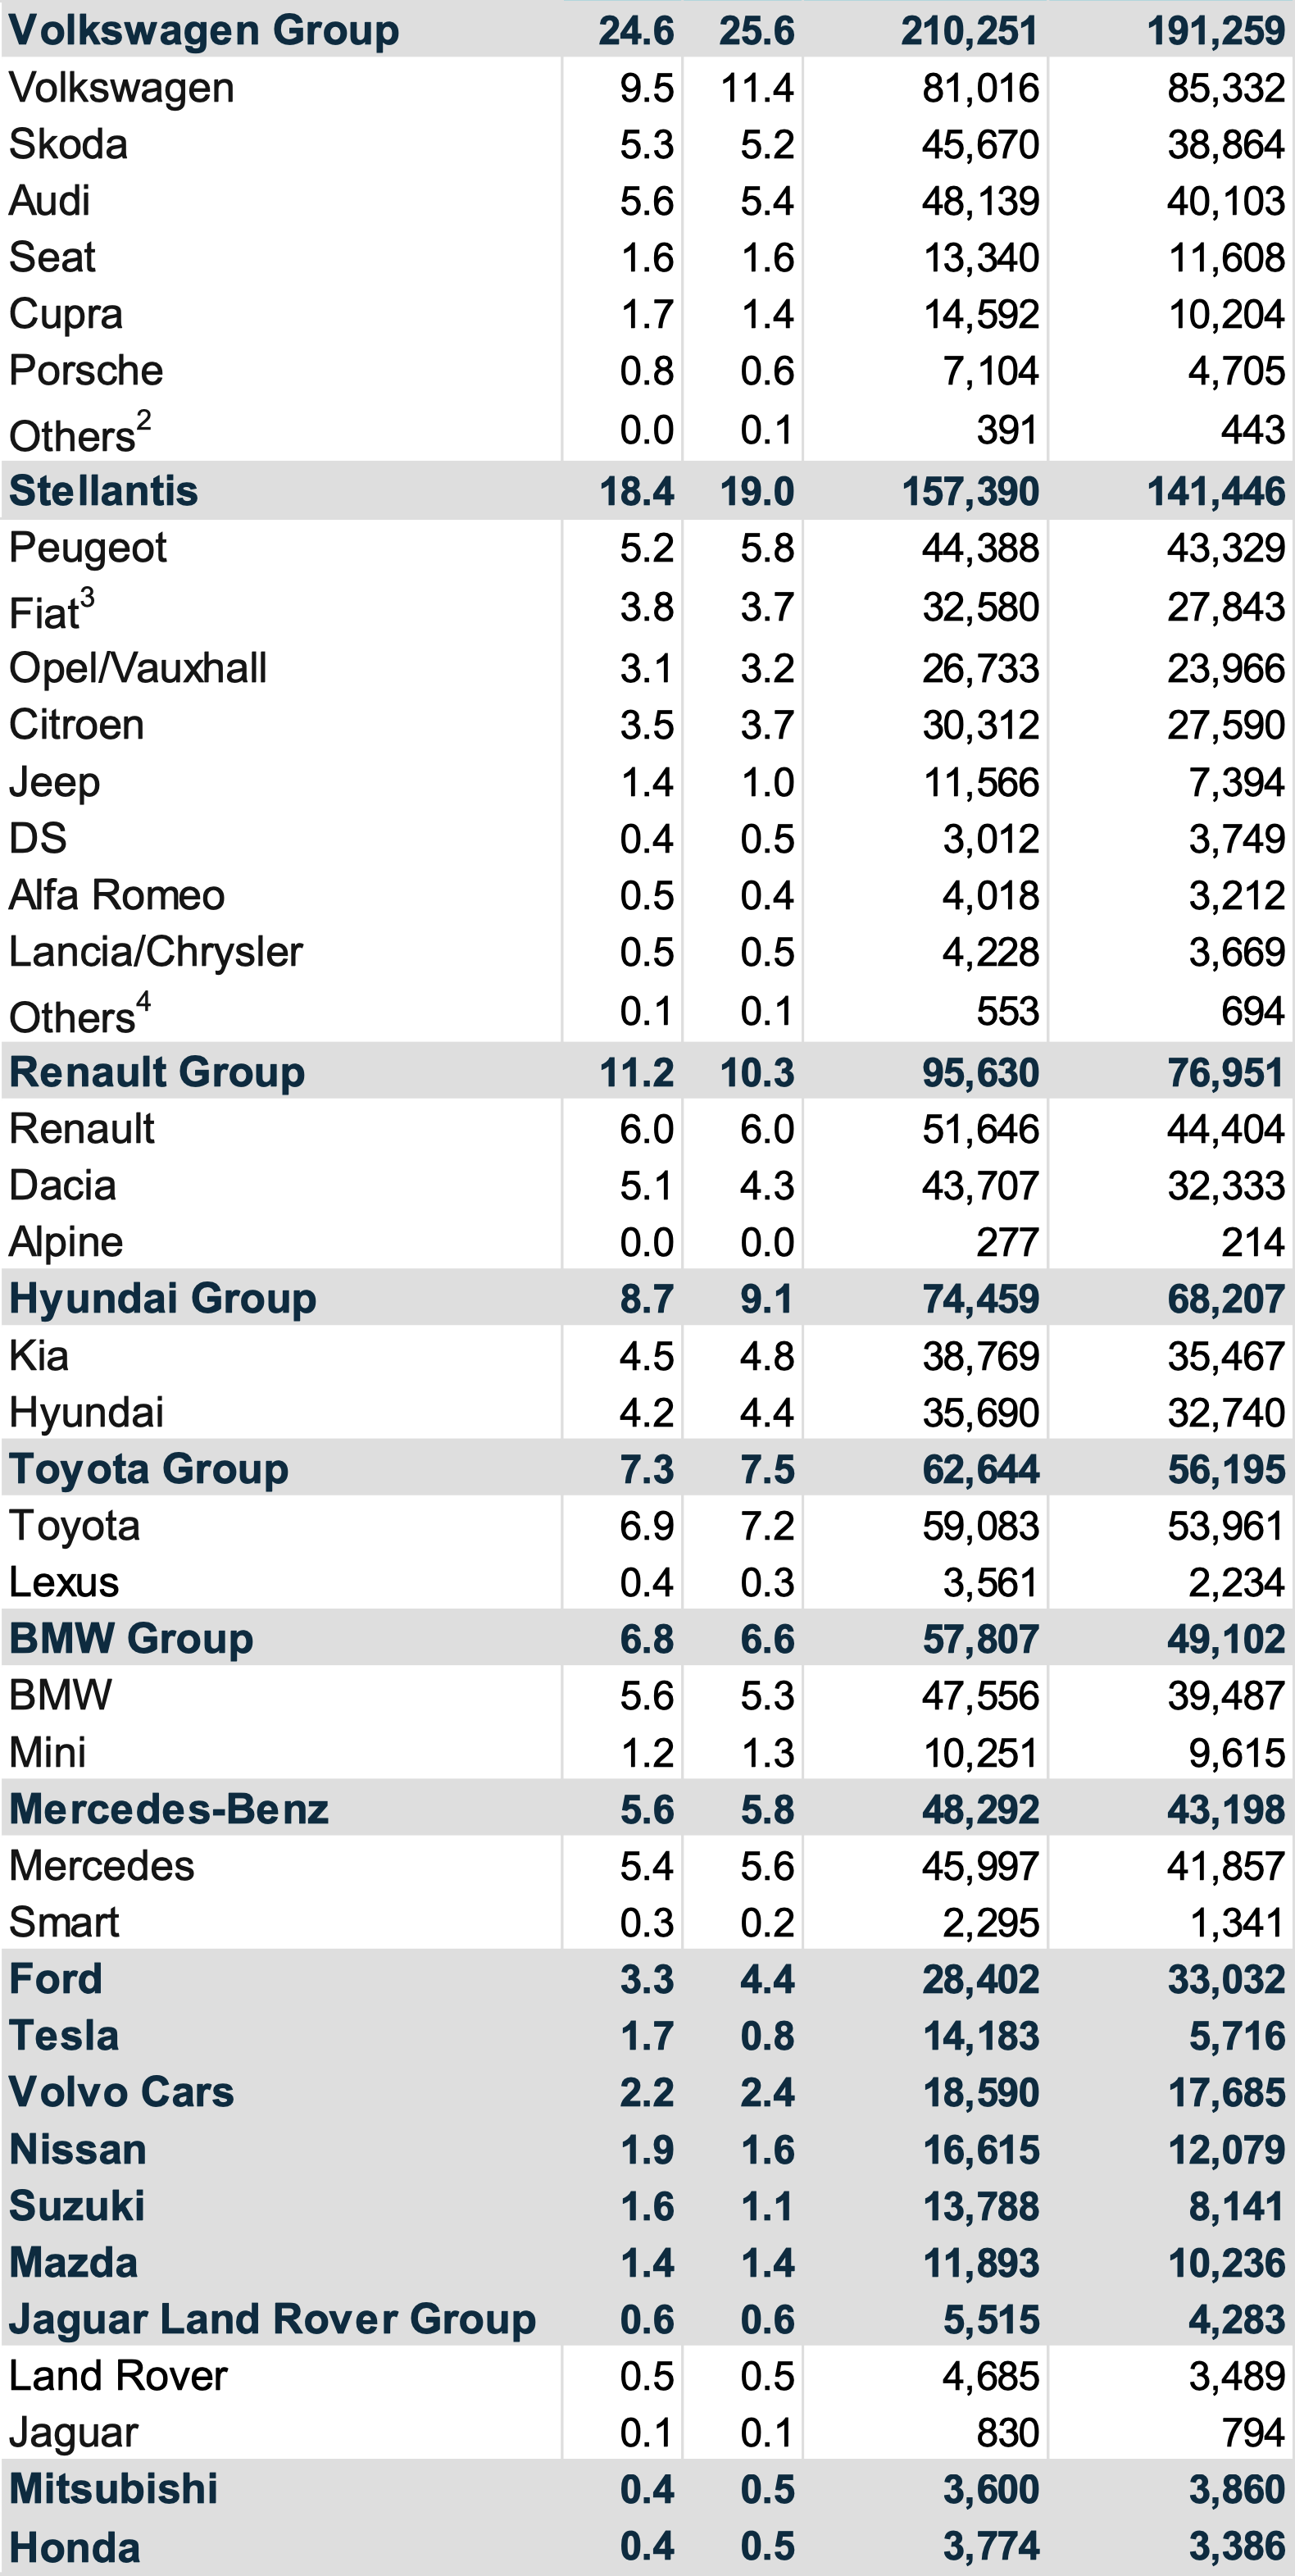 Volkswagen Group 24.6 25.6 210,251 191,259
Volkswagen 9.5 11.4 81,016 85,332
Skoda 5.3 5.2 45,670 38,864
Audi 5.6 5.4 48,139 40,103
Seat 1.6 1.6 13,340 11,608
Cupra 1.7 1.4 14,592 10,204
Porsche 0.8 0.6 7,104 4,705
Others2 0.0 0.1 391 443
Stellantis 18.4 19.0 157,390 141,446
Peugeot 5.2 5.8 44,388 43,329
Fiat3 3.8 3.7 32,580 27,843
Opel/Vauxhall 3.1 3.2 26,733 23,966
Citroen 3.5 3.7 30,312 27,590
Jeep 1.4 1.0 11,566 7,394
DS 0.4 0.5 3,012 3,749
Alfa Romeo 0.5 0.4 4,018 3,212
Lancia/Chrysler 0.5 0.5 4,228 3,669
Others4 0.1 0.1 553 694
Renault Group 11.2 10.3 95,630 76,951
Renault 6.0 6.0 51,646 44,404
Dacia 5.1 4.3 43,707 32,333
Alpine 0.0 0.0 277 214
Hyundai Group 8.7 9.1 74,459 68,207
Kia 4.5 4.8 38,769 35,467
Hyundai 4.2 4.4 35,690 32,740
Toyota Group 7.3 7.5 62,644 56,195
Toyota 6.9 7.2 59,083 53,961
Lexus 0.4 0.3 3,561 2,234
BMW Group 6.8 6.6 57,807 49,102
BMW 5.6 5.3 47,556 39,487
Mini 1.2 1.3 10,251 9,615
Mercedes-Benz 5.6 5.8 48,292 43,198
Mercedes 5.4 5.6 45,997 41,857
Smart 0.3 0.2 2,295 1,341
Ford 3.3 4.4 28,402 33,032
Tesla 1.7 0.8 14,183 5,716
Volvo Cars 2.2 2.4 18,590 17,685
Nissan 1.9 1.6 16,615 12,079
Suzuki 1.6 1.1 13,788 8,141
Mazda 1.4 1.4 11,893 10,236
Jaguar Land Rover Group 0.6 0.6 5,515 4,283
Land Rover 0.5 0.5 4,685 3,489
Jaguar 0.1 0.1 830 794
Mitsubishi 0.4 0.5 3,600 3,860
Honda 0.4 0.5 3,774 3,386